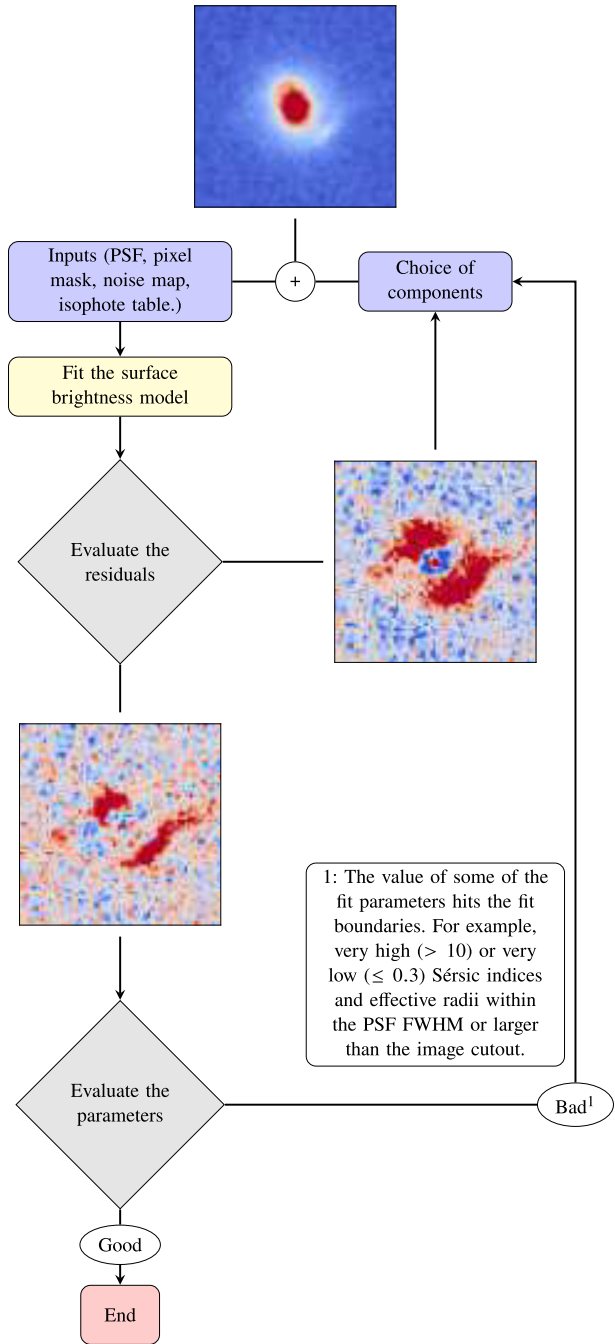 Inputs (PSF, pixel
mask, noise map,
isophote table.)
+
Choice of
components
Fit the surface
brightness model
Evaluate the
residuals
1: The value of some of the
fit parameters hits the fit
boundaries. For example,
very high (> 10) or very
low (≤ 0.3) Sérsic indices
and effective radii within
the PSF FWHM or larger
than the image cutout.
Evaluate the
parameters
Bad¹
Good
End